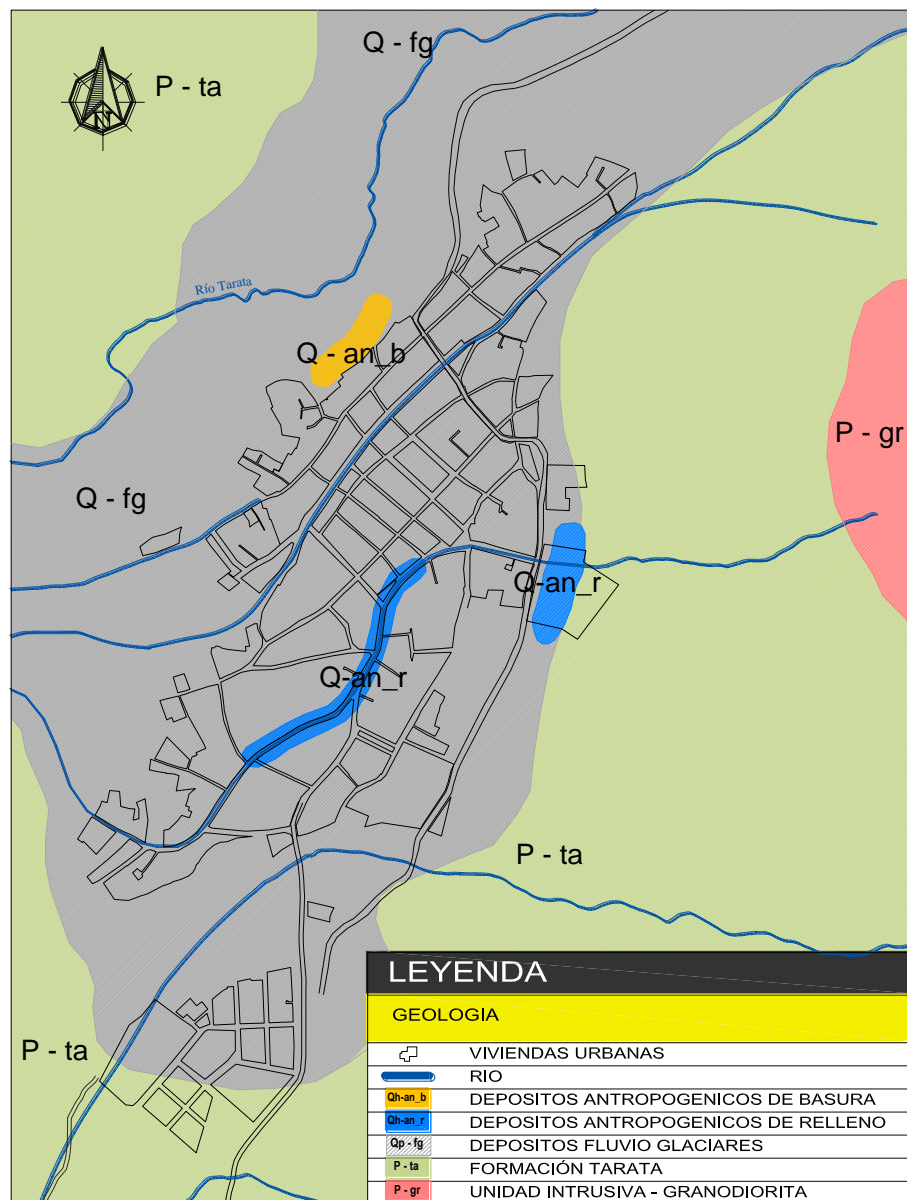 Q - fg
P - ta
N
Río Tarata
Q - an_b
P - gr
Q - fg
Q-an_r
Q-an_r
P - ta
P - ta
LEYENDA
GEOLOGIA
VIVIENDAS URBANAS
RIO
Qh-an_b DEPOSITOS ANTROPOGENICOS DE BASURA
Qh-an_r DEPOSITOS ANTROPOGENICOS DE RELLENO
Qp - fg DEPOSITOS FLUVIO GLACIARES
P - ta FORMACIÓN TARATA
P - gr UNIDAD INTRUSIVA - GRANODIORITA